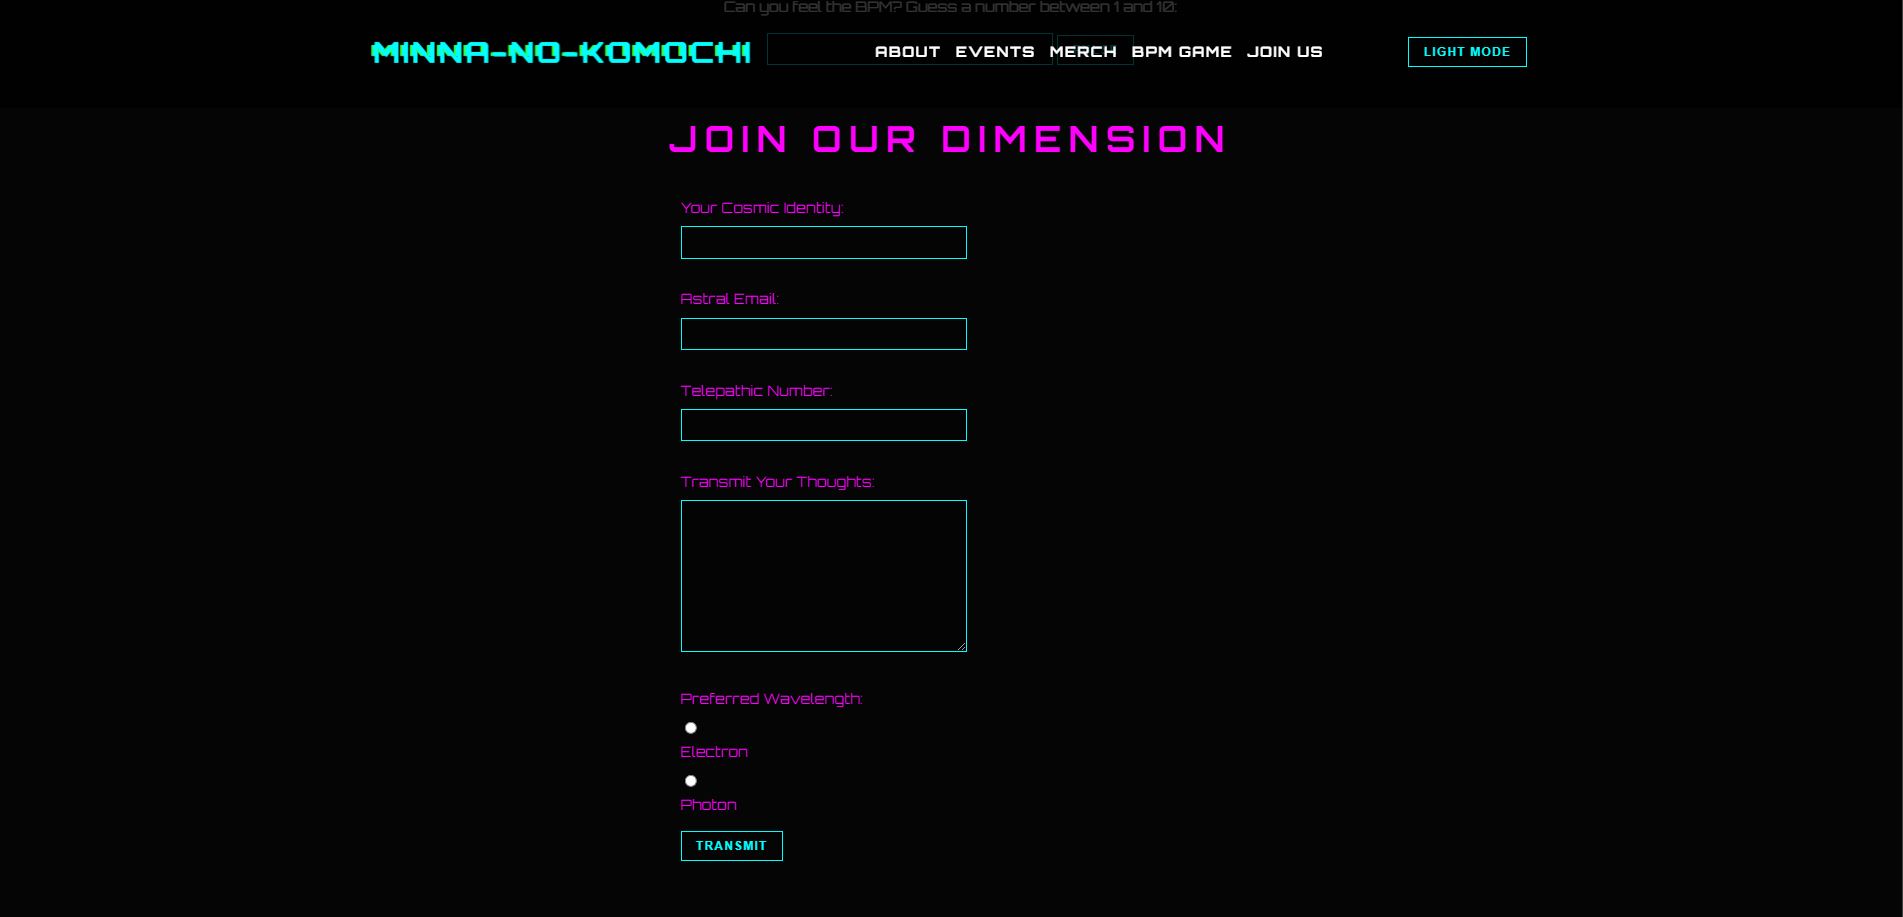 Can you feel the BPM? Guess a number between 1 and 10:
MINNA-NO-KOMOCHI ABOUT EVENTS MERCH BPM GAME JOIN US LIGHT MODE
JOIN OUR DIMENSION
Your Cosmic Identity:
Astral Email:
Telepathic Number:
Transmit Your Thoughts:
Preferred Wavelength:
Electron
Photon
TRANSMIT